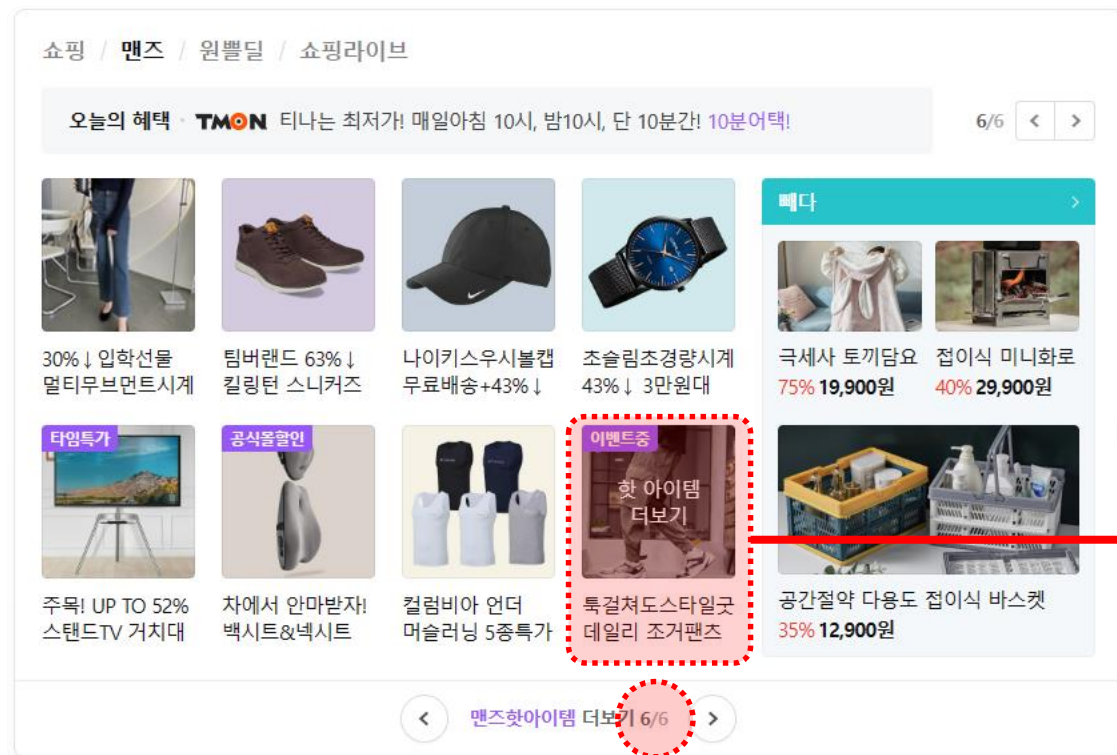 쇼핑 / 맨즈 / 원쁠딜 / 쇼핑라이브
오늘의 혜택 · TMON 티나는 최저가! 매일아침 10시, 밤10시, 단 10분간! 10분어택!
6/6 < >
30%↓입학선물
멀티무브먼트시계
팀버랜드 63%↓
킬링턴 스니커즈
나이키스우시볼캡
무료배송+43%↓
초슬림초경량시계
43%↓ 3만원대
타임특가
주목! UP TO 52%
스탠드TV 거치대
공식몰할인
차에서 안마받자!
백시트&넥시트
컬럼비아 언더
머슬러닝 5종특가
이벤트중
핫 아이템
더보기
툭걸쳐도스타일굿
데일리 조거팬츠
빼다 >
극세사 토끼담요
75% 19,900원
접이식 미니화로
40% 29,900원
공간절약 다용도 접이식 바스켓
35% 12,900원
< 맨즈핫아이템 더보기 6/6 >